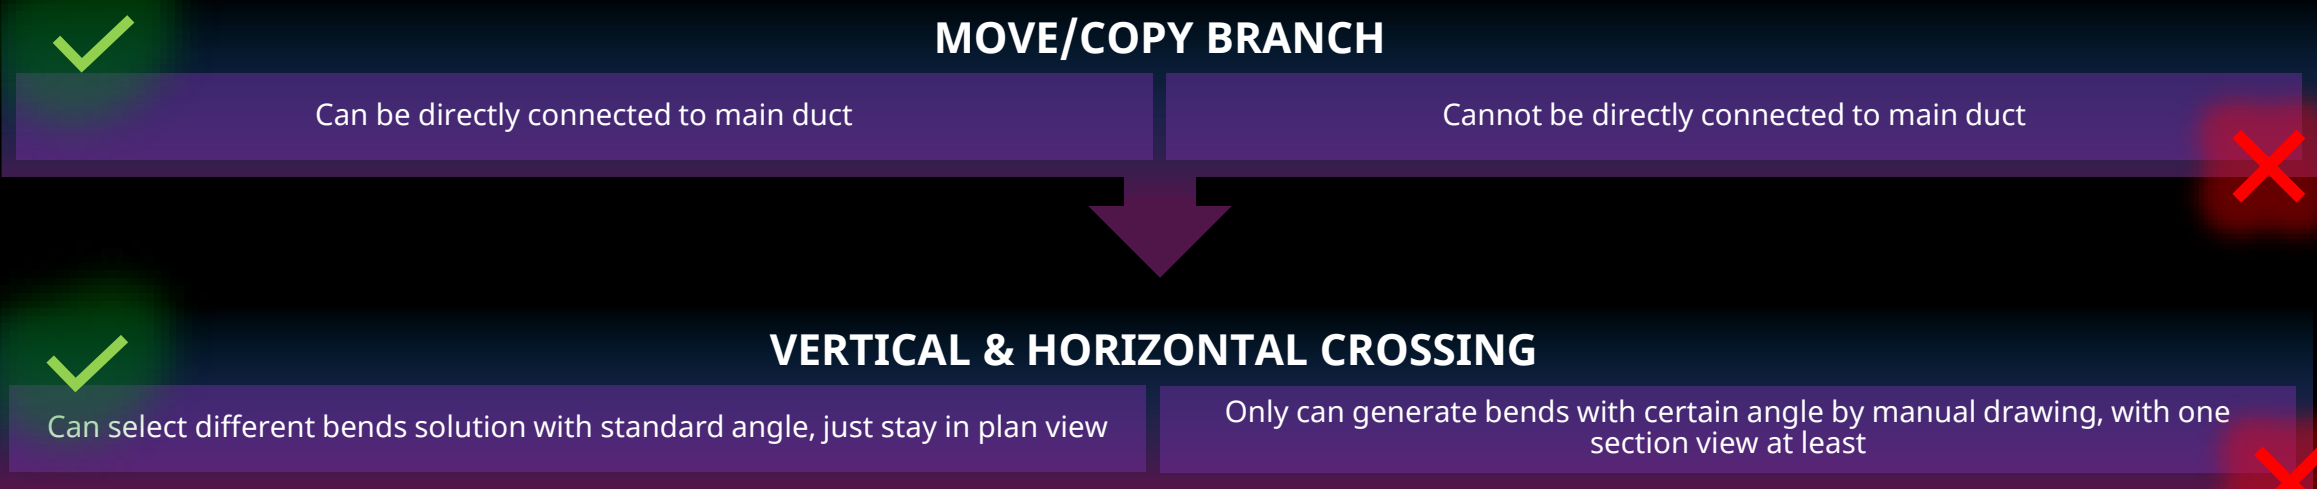 MOVE/COPY BRANCH
Can be directly connected to main duct
Cannot be directly connected to main duct
VERTICAL & HORIZONTAL CROSSING
Can select different bends solution with standard angle, just stay in plan view
Only can generate bends with certain angle by manual drawing, with one
section view at least